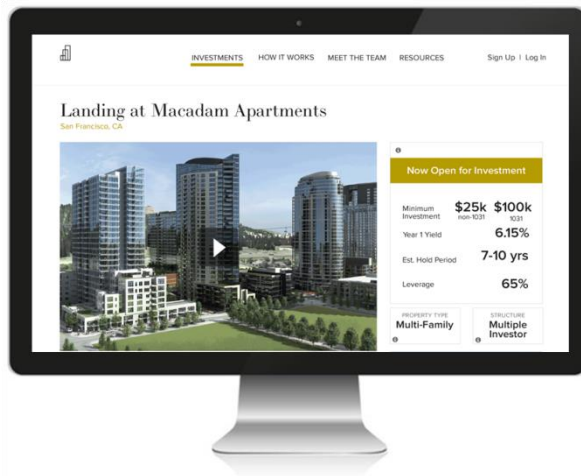 INVESTMENTS HOW IT WORKS MEET THE TEAM RESOURCES Sign Up | Log In
Landing at Macadam Apartments
San Francisco, CA
Now Open for Investment
Minimum Investment $25k non-1031 $100k 1031
Year 1 Yield 6.15%
Est. Hold Period 7-10 yrs
Leverage 65%
PROPERTY TYPE
Multi-Family
STRUCTURE
Multiple
Investor